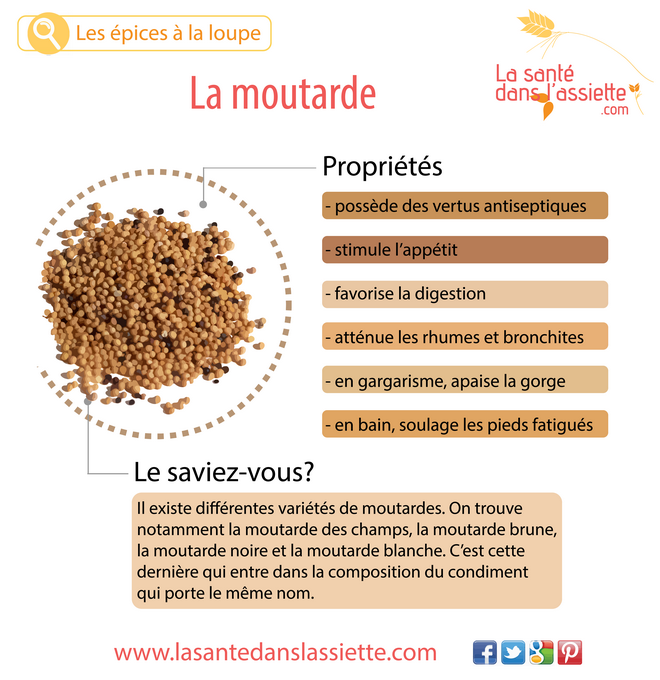 Les épices à la loupe
La santé
dans l'assiette
.com
La moutarde
Propriétés
- possède des vertus antiseptiques
- stimule l'appétit
- favorise la digestion
- atténue les rhumes et bronchites
- en gargarisme, apaise la gorge
- en bain, soulage les pieds fatigués
Le saviez-vous?
Il existe différentes variétés de moutardes. On trouve
notamment la moutarde des champs, la moutarde brune,
la moutarde noire et la moutarde blanche. C'est cette
dernière qui entre dans la composition du condiment
qui porte le même nom.
www.lasantedanslassiette.com